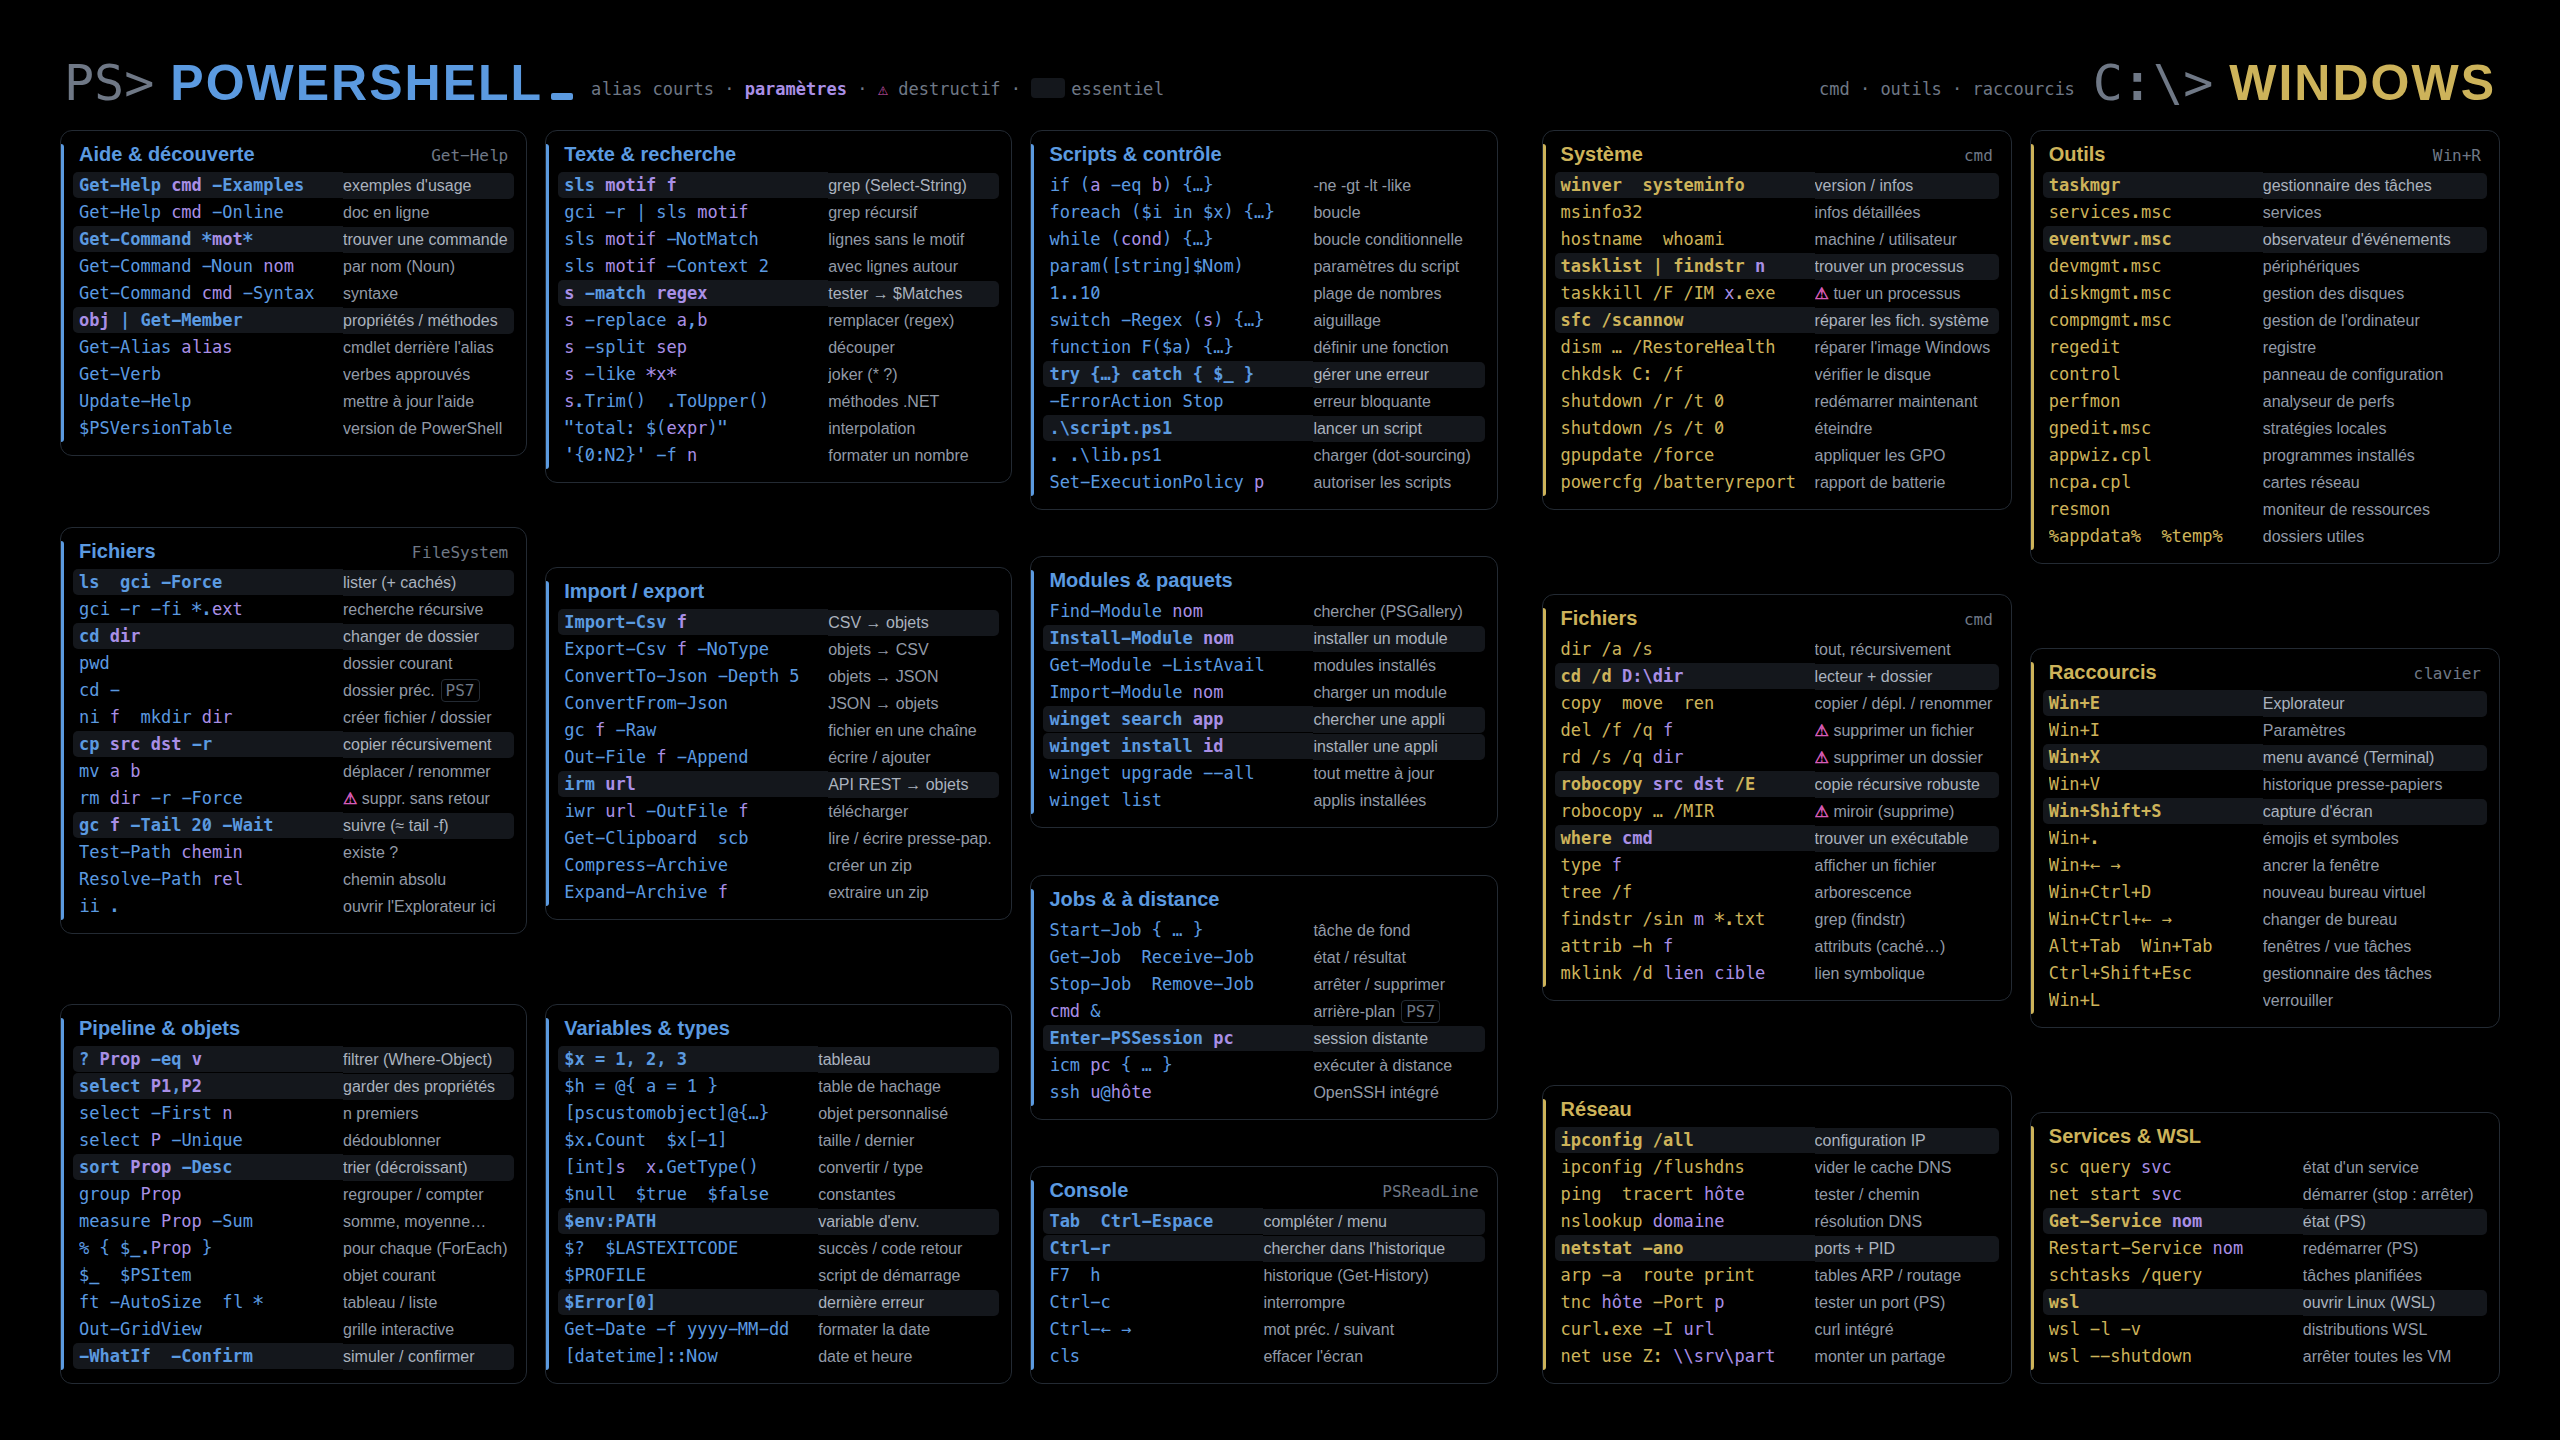 PS> POWERSHELL_ alias courts · paramètres · ⚠ destructif · essentiel
cmd · outils · raccourcis C:\> WINDOWS
Aide & découverte Get-Help
Get-Help cmd -Examples exemples d'usage
Get-Help cmd -Online doc en ligne
Get-Command *mot* trouver une commande
Get-Command -Noun nom par nom (Noun)
Get-Command cmd -Syntax syntaxe
obj | Get-Member propriétés / méthodes
Get-Alias alias cmdlet derrière l'alias
Get-Verb verbes approuvés
Update-Help mettre à jour l'aide
$PSVersionTable version de PowerShell
Fichiers FileSystem
ls gci -Force lister (+ cachés)
gci -r -fi *.ext recherche récursive
cd dir changer de dossier
pwd dossier courant
cd - dossier préc. PS7
ni f mkdir dir créer fichier / dossier
cp src dst -r copier récursivement
mv a b déplacer / renommer
rm dir -r -Force ⚠ suppr. sans retour
gc f -Tail 20 -Wait suivre (≈ tail -f)
Test-Path chemin existe ?
Resolve-Path rel chemin absolu
ii . ouvrir l'Explorateur ici
Pipeline & objets
? Prop -eq v filtrer (Where-Object)
select P1,P2 garder des propriétés
select -First n n premiers
select P -Unique dédoublonner
sort Prop -Desc trier (décroissant)
group Prop regrouper / compter
measure Prop -Sum somme, moyenne…
% { $_.Prop } pour chaque (ForEach)
$_ $PSItem objet courant
ft -AutoSize fl * tableau / liste
Out-GridView grille interactive
-WhatIf -Confirm simuler / confirmer
Texte & recherche
sls motif f grep (Select-String)
gci -r | sls motif grep récursif
sls motif -NotMatch lignes sans le motif
sls motif -Context 2 avec lignes autour
s -match regex tester → $Matches
s -replace a,b remplacer (regex)
s -split sep découper
s -like *x* joker (* ?)
s.Trim() .ToUpper() méthodes .NET
"total: $(expr)" interpolation
'{0:N2}' -f n formater un nombre
Import / export
Import-Csv f CSV → objets
Export-Csv f -NoType objets → CSV
ConvertTo-Json -Depth 5 objets → JSON
ConvertFrom-Json JSON → objets
gc f -Raw fichier en une chaîne
Out-File f -Append écrire / ajouter
irm url API REST → objets
iwr url -OutFile f télécharger
Get-Clipboard scb lire / écrire presse-pap.
Compress-Archive créer un zip
Expand-Archive f extraire un zip
Variables & types
$x = 1, 2, 3 tableau
$h = @{ a = 1 } table de hachage
[pscustomobject]@{…} objet personnalisé
$x.Count $x[-1] taille / dernier
[int]s x.GetType() convertir / type
$null $true $false constantes
$env:PATH variable d'env.
$? $LASTEXITCODE succès / code retour
$PROFILE script de démarrage
$Error[0] dernière erreur
Get-Date -f yyyy-MM-dd formater la date
[datetime]::Now date et heure
Scripts & contrôle
if (a -eq b) {…} -ne -gt -lt -like
foreach ($i in $x) {…} boucle
while (cond) {…} boucle conditionnelle
param([string]$Nom) paramètres du script
1..10 plage de nombres
switch -Regex (s) {…} aiguillage
function F($a) {…} définir une fonction
try {…} catch { $_ } gérer une erreur
-ErrorAction Stop erreur bloquante
.\script.ps1 lancer un script
. .\lib.ps1 charger (dot-sourcing)
Set-ExecutionPolicy p autoriser les scripts
Modules & paquets
Find-Module nom chercher (PSGallery)
Install-Module nom installer un module
Get-Module -ListAvail modules installés
Import-Module nom charger un module
winget search app chercher une appli
winget install id installer une appli
winget upgrade --all tout mettre à jour
winget list applis installées
Jobs & à distance
Start-Job { … } tâche de fond
Get-Job Receive-Job état / résultat
Stop-Job Remove-Job arrêter / supprimer
cmd & arrière-plan PS7
Enter-PSSession pc session distante
icm pc { … } exécuter à distance
ssh u@hôte OpenSSH intégré
Console PSReadLine
Tab Ctrl-Espace compléter / menu
Ctrl-r chercher dans l'historique
F7 h historique (Get-History)
Ctrl-c interrompre
Ctrl-← → mot préc. / suivant
cls effacer l'écran
Système cmd
winver systeminfo version / infos
msinfo32 infos détaillées
hostname whoami machine / utilisateur
tasklist | findstr n trouver un processus
taskkill /F /IM x.exe ⚠ tuer un processus
sfc /scannow réparer les fich. système
dism … /RestoreHealth réparer l'image Windows
chkdsk C: /f vérifier le disque
shutdown /r /t 0 redémarrer maintenant
shutdown /s /t 0 éteindre
gpupdate /force appliquer les GPO
powercfg /batteryreport rapport de batterie
Fichiers cmd
dir /a /s tout, récursivement
cd /d D:\dir lecteur + dossier
copy move ren copier / dépl. / renommer
del /f /q f ⚠ supprimer un fichier
rd /s /q dir ⚠ supprimer un dossier
robocopy src dst /E copie récursive robuste
robocopy … /MIR ⚠ miroir (supprime)
where cmd trouver un exécutable
type f afficher un fichier
tree /f arborescence
findstr /sin m *.txt grep (findstr)
attrib -h f attributs (caché…)
mklink /d lien cible lien symbolique
Réseau
ipconfig /all configuration IP
ipconfig /flushdns vider le cache DNS
ping tracert hôte tester / chemin
nslookup domaine résolution DNS
netstat -ano ports + PID
arp -a route print tables ARP / routage
tnc hôte -Port p tester un port (PS)
curl.exe -I url curl intégré
net use Z: \\srv\part monter un partage
Outils Win+R
taskmgr gestionnaire des tâches
services.msc services
eventvwr.msc observateur d'événements
devmgmt.msc périphériques
diskmgmt.msc gestion des disques
compmgmt.msc gestion de l'ordinateur
regedit registre
control panneau de configuration
perfmon analyseur de perfs
gpedit.msc stratégies locales
appwiz.cpl programmes installés
ncpa.cpl cartes réseau
resmon moniteur de ressources
%appdata% %temp% dossiers utiles
Raccourcis clavier
Win+E Explorateur
Win+I Paramètres
Win+X menu avancé (Terminal)
Win+V historique presse-papiers
Win+Shift+S capture d'écran
Win+. émojis et symboles
Win+← → ancrer la fenêtre
Win+Ctrl+D nouveau bureau virtuel
Win+Ctrl+← → changer de bureau
Alt+Tab Win+Tab fenêtres / vue tâches
Ctrl+Shift+Esc gestionnaire des tâches
Win+L verrouiller
Services & WSL
sc query svc état d'un service
net start svc démarrer (stop : arrêter)
Get-Service nom état (PS)
Restart-Service nom redémarrer (PS)
schtasks /query tâches planifiées
wsl ouvrir Linux (WSL)
wsl -l -v distributions WSL
wsl --shutdown arrêter toutes les VM